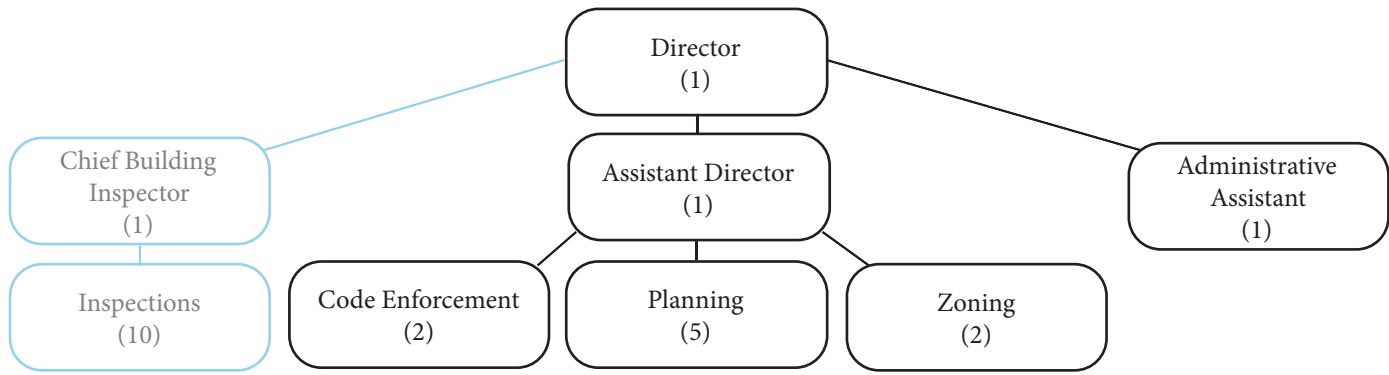 Director
(1)
Chief Building
Inspector
(1)
Assistant Director
(1)
Administrative
Assistant
(1)
Inspections
(10)
Code Enforcement
(2)
Planning
(5)
Zoning
(2)